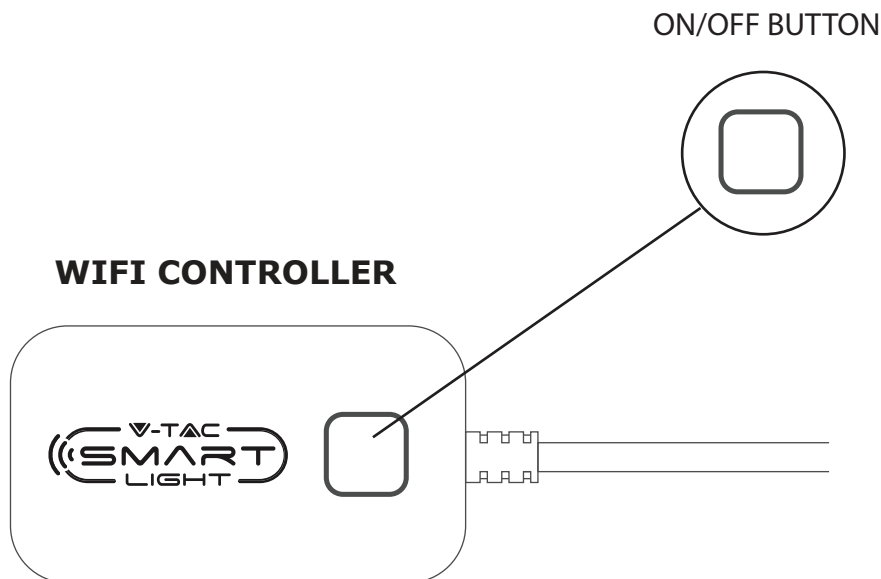 ON/OFF BUTTON
WIFI CONTROLLER
V-TAC
SMART
LIGHT